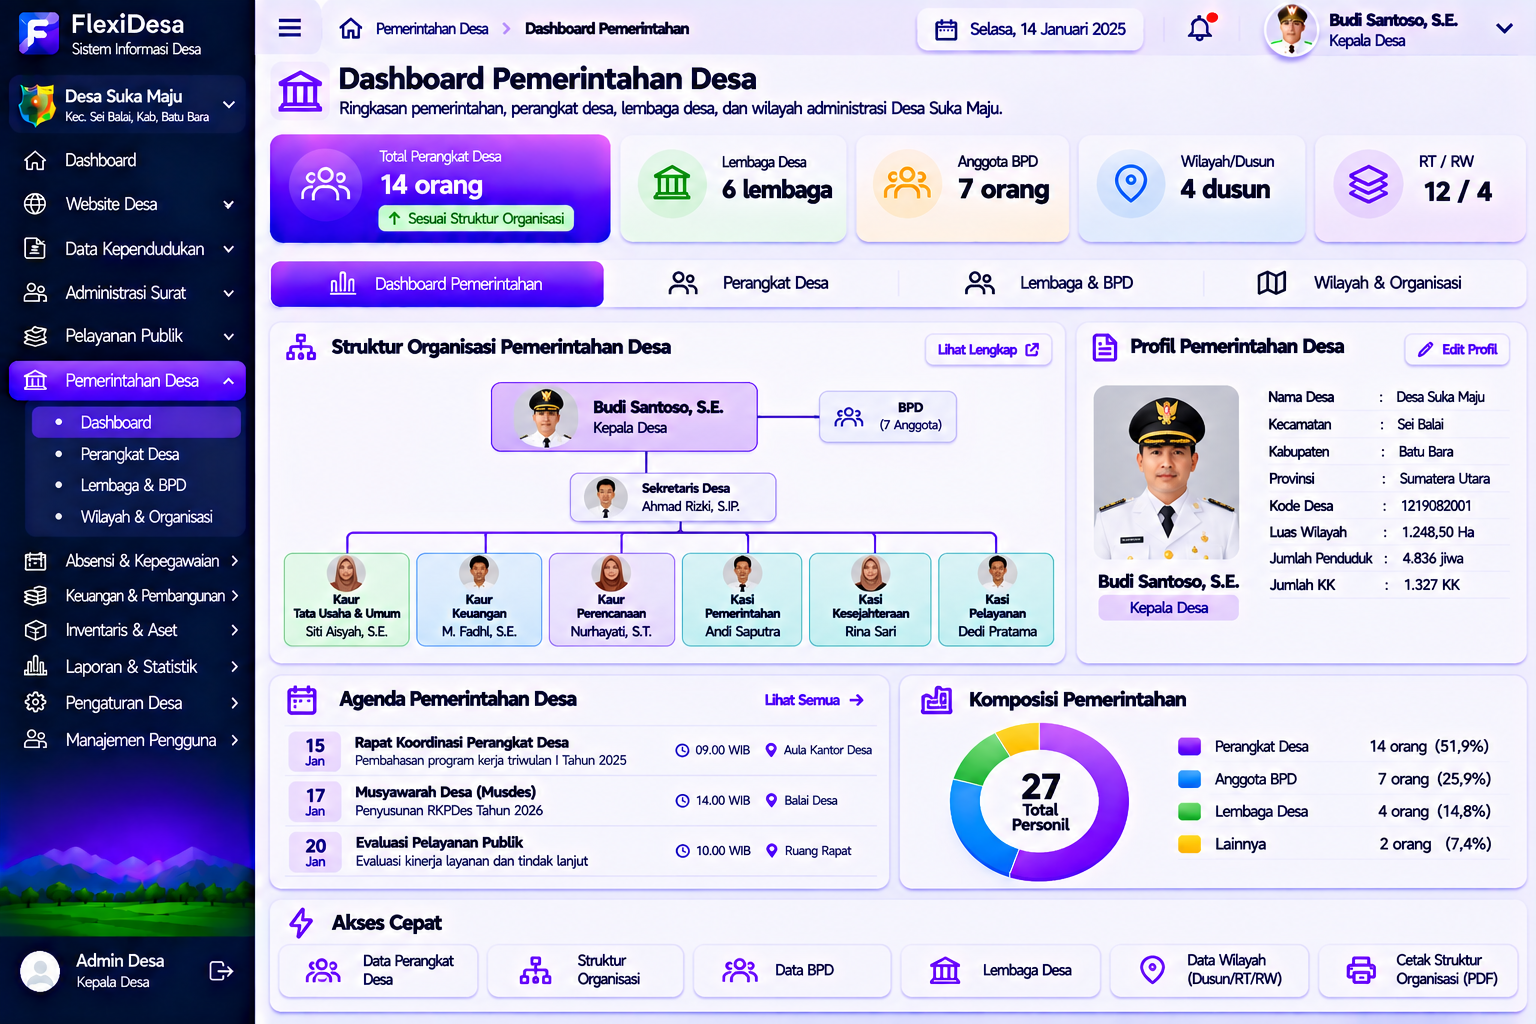 FlexiDesa
Sistem Informasi Desa
Desa Suka Maju
Kec. Sei Balai, Kab, Batu Bara
Dashboard
Website Desa
Data Kependudukan
Administrasi Surat
Pelayanan Publik
Pemerintahan Desa
Dashboard
Perangkat Desa
Lembaga & BPD
Wilayah & Organisasi
Absensi & Kepegawaian
Keuangan & Pembangunan
Inventaris & Aset
Laporan & Statistik
Pengaturan Desa
Manajemen Pengguna
Admin Desa
Kepala Desa
Pemerintahan Desa
Dashboard Pemerintahan
Selasa, 14 Januari 2025
Budi Santoso, S.E.
Kepala Desa
Dashboard Pemerintahan Desa
Ringkasan pemerintahan, perangkat desa, lembaga desa, dan wilayah administrasi Desa Suka Maju.
Total Perangkat Desa
14 orang
Sesuai Struktur Organisasi
Lembaga Desa
6 lembaga
Anggota BPD
7 orang
Wilayah/Dusun
4 dusun
RT / RW
12 / 4
Dashboard Pemerintahan
Perangkat Desa
Lembaga & BPD
Wilayah & Organisasi
Struktur Organisasi Pemerintahan Desa
Lihat Lengkap
Budi Santoso, S.E.
Kepala Desa
BPD
(7 Anggota)
Sekretaris Desa
Ahmad Rizki, S.IP.
Kaur
Tata Usaha & Umum
Siti Aisyah, S.E.
Kaur
Keuangan
M. Fadhl, S.E.
Kaur
Perencanaan
Nurhayati, S.T.
Kasi
Pemerintahan
Andi Saputra
Kasi
Kesejahteraan
Rina Sari
Kasi
Pelayanan
Dedi Pratama
Profil Pemerintahan Desa
Edit Profil
Budi Santoso, S.E.
Kepala Desa
Nama Desa : Desa Suka Maju
Kecamatan : Sei Balai
Kabupaten : Batu Bara
Provinsi : Sumatera Utara
Kode Desa : 1219082001
Luas Wilayah : 1.248,50 Ha
Jumlah Penduduk : 4.836 jiwa
Jumlah KK : 1.327 KK
Agenda Pemerintahan Desa
Lihat Semua
15 Jan
Rapat Koordinasi Perangkat Desa
Pembahasan program kerja triwulan I Tahun 2025
09.00 WIB
Aula Kantor Desa
17 Jan
Musyawarah Desa (Musdes)
Penyusunan RKPDes Tahun 2026
14.00 WIB
Balai Desa
20 Jan
Evaluasi Pelayanan Publik
Evaluasi kinerja layanan dan tindak lanjut
10.00 WIB
Ruang Rapat
Komposisi Pemerintahan
27
Total
Personil
Perangkat Desa 14 orang (51,9%)
Anggota BPD 7 orang (25,9%)
Lembaga Desa 4 orang (14,8%)
Lainnya 2 orang (7,4%)
Akses Cepat
Data Perangkat
Desa
Struktur
Organisasi
Data BPD
Lembaga Desa
Data Wilayah
(Dusun/RT/RW)
Cetak Struktur
Organisasi (PDF)